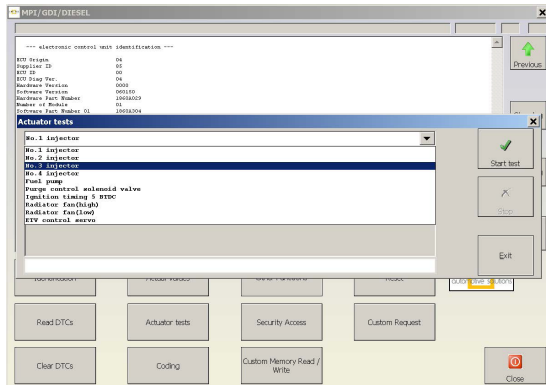 MPI/GDI/DIESEL
--- electronic control unit identification ---
ECU Origin 04
Supplier ID 05
ECU ID 00
ECU Diag Ver. 04
Hardware Version 0000
Software Version 060100
Hardware Part Number 1860A029
Number of Module 01
Software Part Number 01 1860A304
Previous
Actuator tests
No.1 injector
No.1 injector
No.2 injector
No.3 injector
No.4 injector
Fuel pump
Purge control solenoid valve
Ignition timing 5 BTDC
Radiator fan(high)
Radiator fan(low)
ETV control servo
Start test
Stop
Exit
automotive solutions
Read DTCs
Actuator tests
Security Access
Custom Request
Clear DTCs
Coding
Custom Memory Read / Write
Close